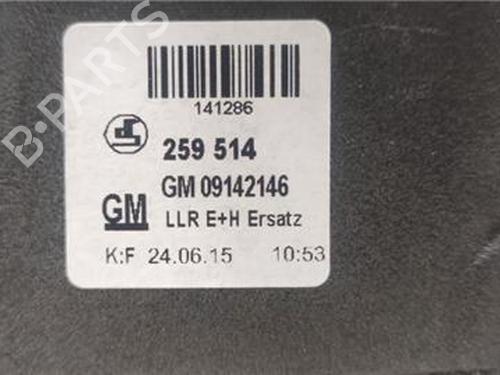 141286
259 514
GM 09142146
GM LLR E+H Ersatz
K:F 24.06.15 10:53
B-PARTS